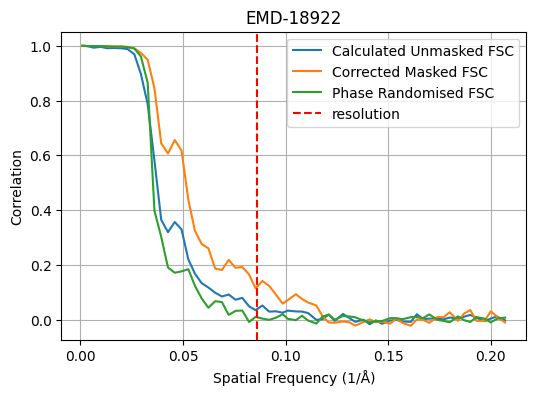 EMD-18922
1.0
0.8
0.6
0.4
0.2
0.0
Correlation
Calculated Unmasked FSC
Corrected Masked FSC
Phase Randomised FSC
resolution
0.00
0.05
0.10
0.15
0.20
Spatial Frequency (1/Å)